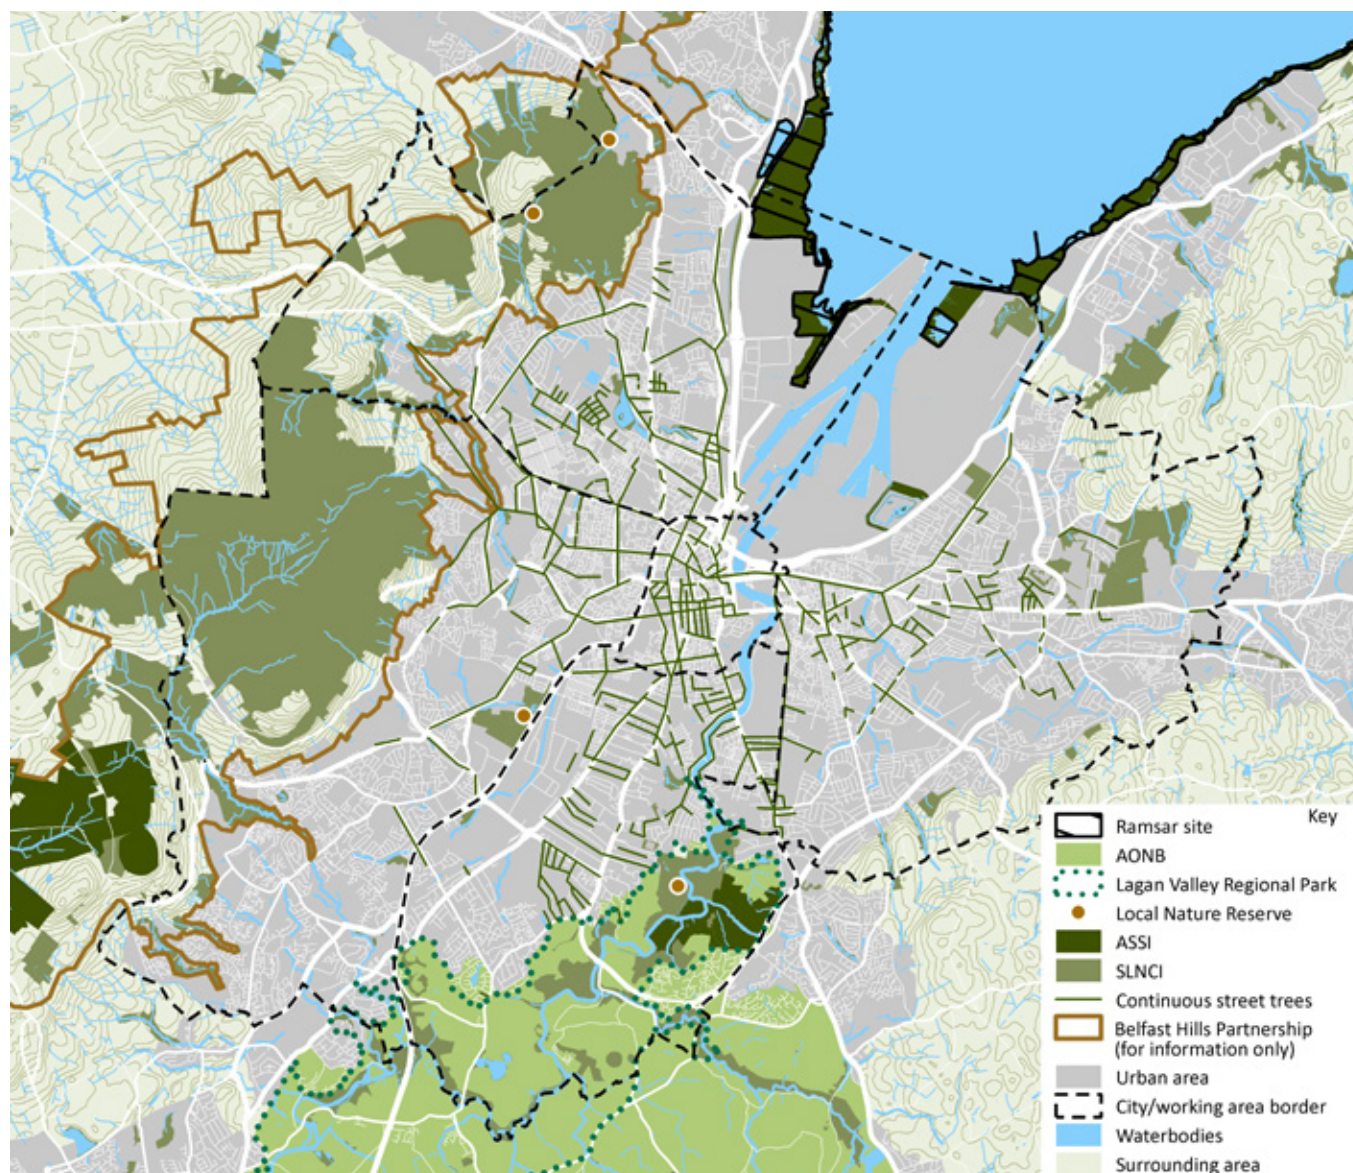 Key
Ramsar site
AONB
Lagan Valley Regional Park
Local Nature Reserve
ASSI
SLNCI
Continuous street trees
Belfast Hills Partnership
(for information only)
Urban area
City/working area border
Waterbodies
Surrounding area